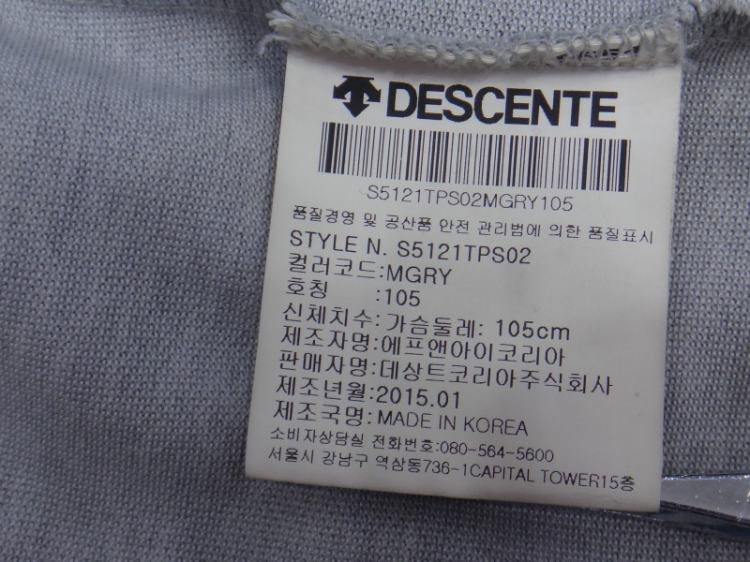 DESCENTE
S5121TPS02MGRY105
품질경영 및 공산품 안전 관리법에 의한 품질표시
STYLE N. S5121TPS02
컬러코드:MGRY
호칭 :105
신체치수:가슴둘레: 105cm
제조자명:에프앤아이코리아
판매자명:데상트코리아주식회사
제조년월:2015.01
제조국명:MADE IN KOREA
소비자상담실 전화번호:080-564-5600
서울시 강남구 역삼동736-1CAPITAL TOWER15층